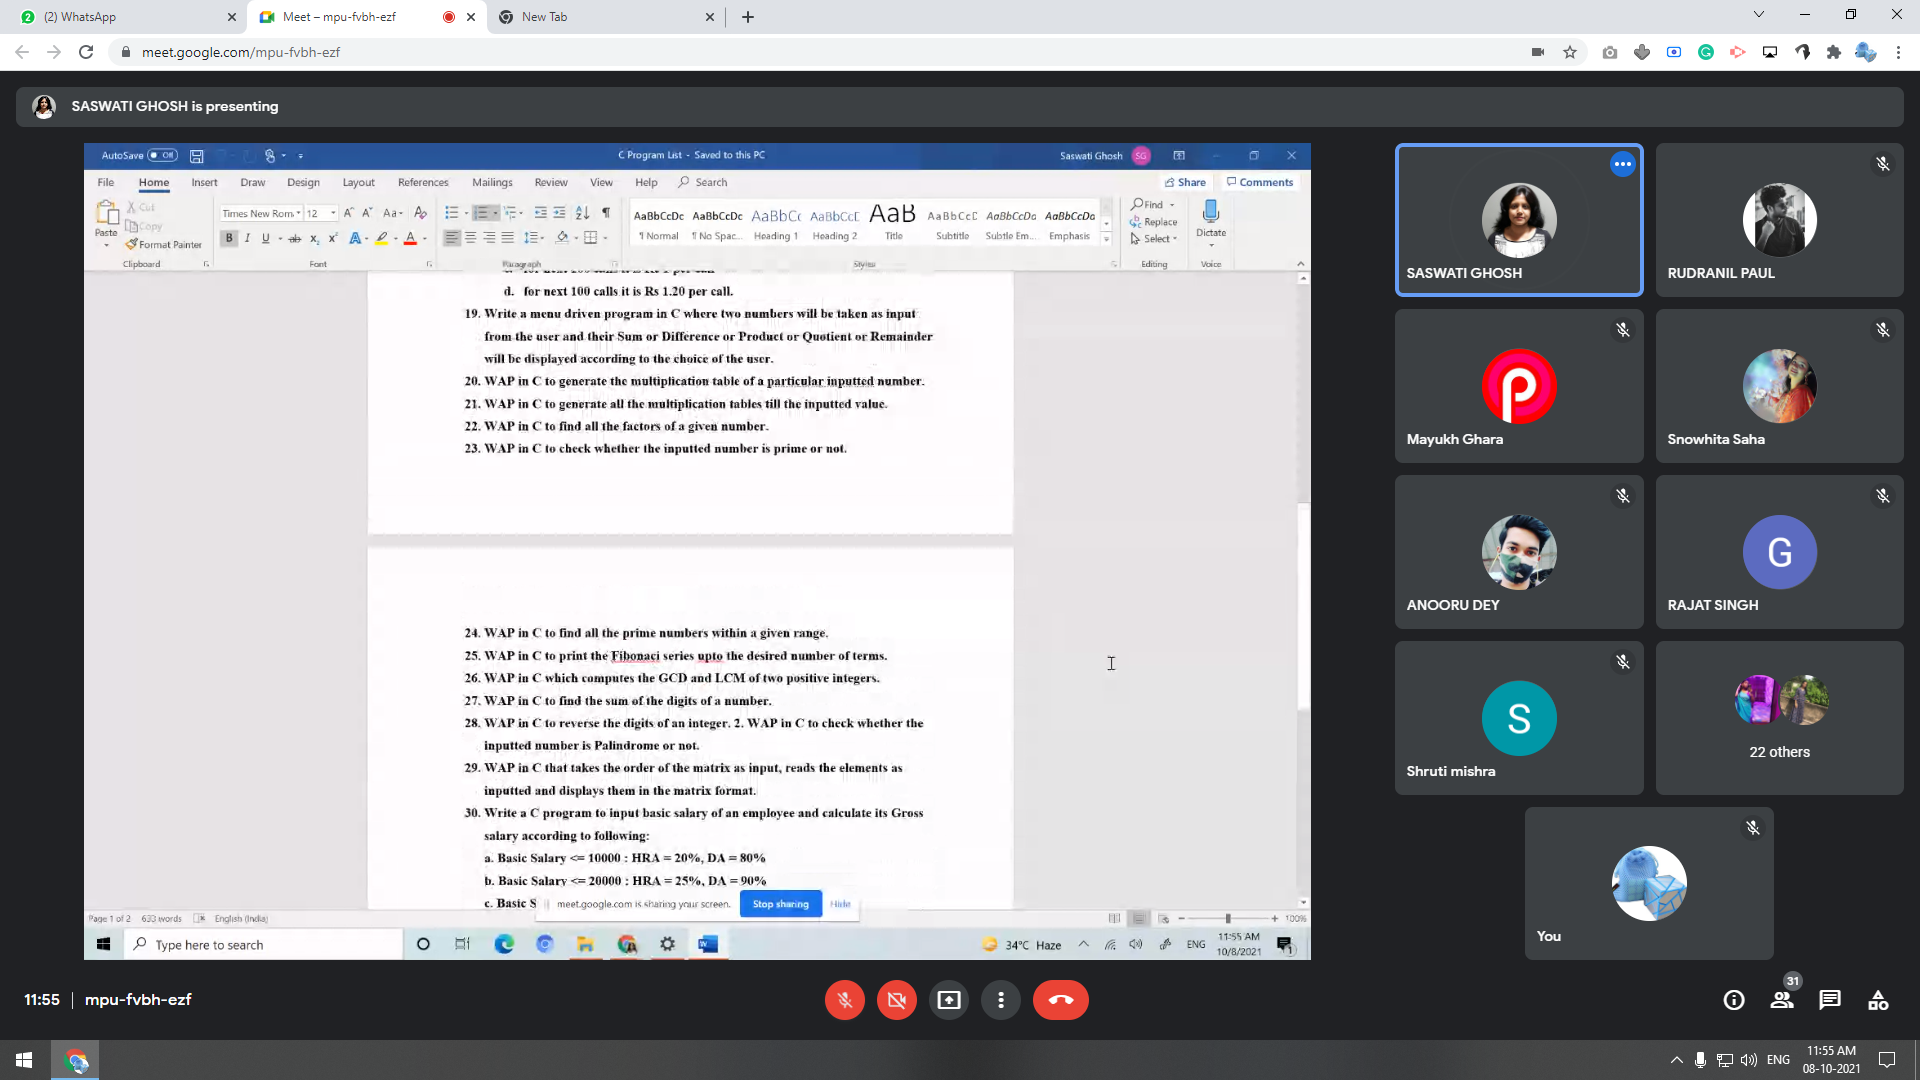 (2) WhatsApp
Meet – mpu-fvbh-ezf
New Tab
meet.google.com/mpu-fvbh-ezf
SASWATI GHOSH is presenting
AutoSave Off
C Program List - Saved to this PC
Saswati Ghosh SG
File Home Insert Draw Design Layout References Mailings Review View Help Search
Share Comments
Paste
Cut
Copy
Format Painter
Times New Rom 12
AaBbCcDc AaBbCcDc AaBbCc AaBbCcD AaB AaBbCcD AaBbCcDc AaBbCcDc
¶ Normal ¶ No Spac... Heading 1 Heading 2 Title Subtitle Subtle Em... Emphasis
Find
Replace
Select
Dictate
Clipboard Font Paragraph Styles Editing Voice
d. for next 100 calls it is Rs 1.20 per call.
19. Write a menu driven program in C where two numbers will be taken as input
from the user and their Sum or Difference or Product or Quotient or Remainder
will be displayed according to the choice of the user.
20. WAP in C to generate the multiplication table of a particular inputted number.
21. WAP in C to generate all the multiplication tables till the inputted value.
22. WAP in C to find all the factors of a given number.
23. WAP in C to check whether the inputted number is prime or not.
24. WAP in C to find all the prime numbers within a given range.
25. WAP in C to print the Fibonaci series upto the desired number of terms.
26. WAP in C which computes the GCD and LCM of two positive integers.
27. WAP in C to find the sum of the digits of a number.
28. WAP in C to reverse the digits of an integer. 2. WAP in C to check whether the
inputted number is Palindrome or not.
29. WAP in C that takes the order of the matrix as input, reads the elements as
inputted and displays them in the matrix format.
30. Write a C program to input basic salary of an employee and calculate its Gross
salary according to following:
a. Basic Salary <= 10000 : HRA = 20%, DA = 80%
b. Basic Salary <= 20000 : HRA = 25%, DA = 90%
c. Basic S
meet.google.com is sharing your screen. Stop sharing Hide
Page 1 of 2 633 words English (India) 100%
Type here to search
34°C Haze ENG
11:55 AM
10/8/2021
SASWATI GHOSH
RUDRANIL PAUL
Mayukh Ghara
Snowhita Saha
ANOORU DEY
G
RAJAT SINGH
S
Shruti mishra
22 others
You
11:55 | mpu-fvbh-ezf
31
ENG
11:55 AM
08-10-2021